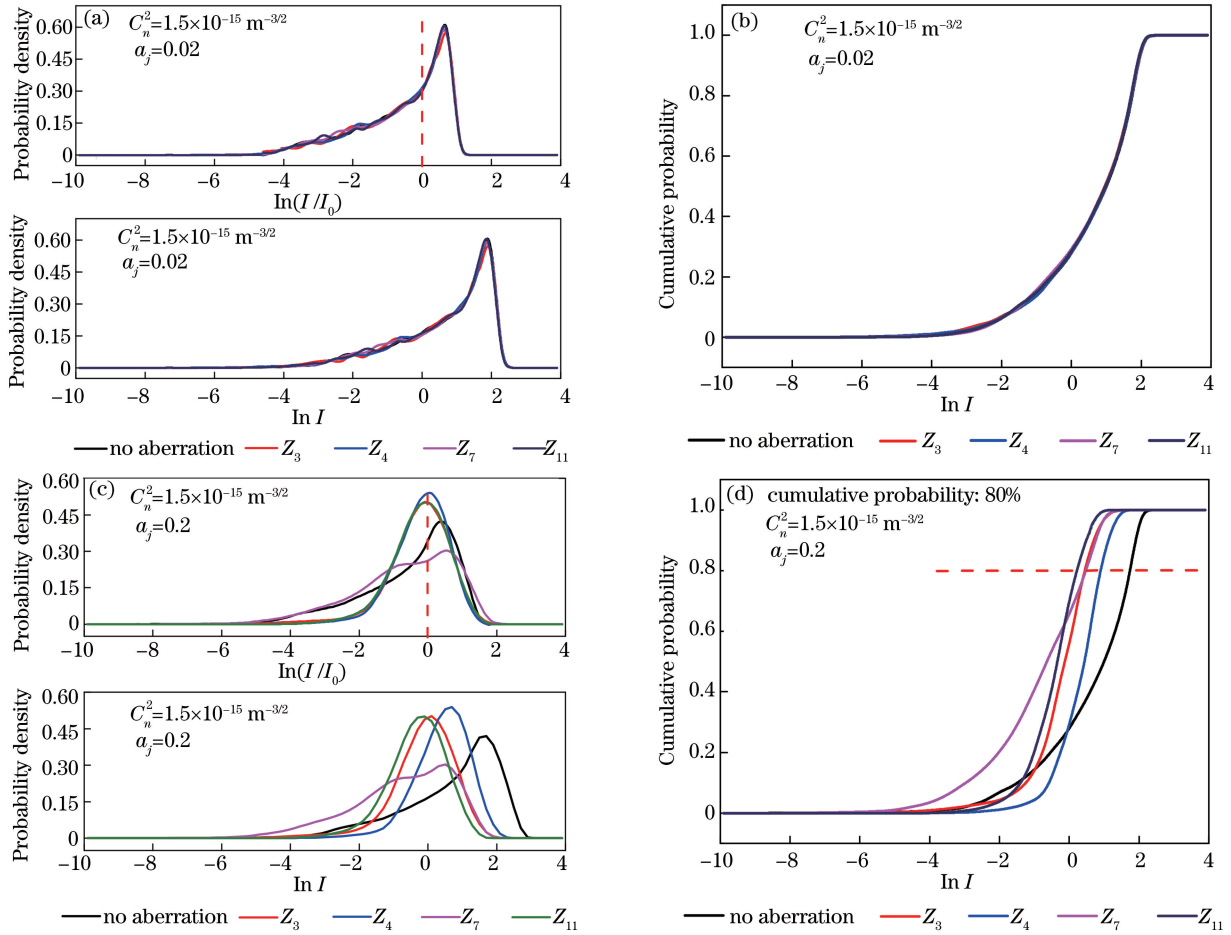 (a)
C_n^2=1.5×10^{-15} m^{-3/2}
a_j=0.02
Probability density
0.60
0.45
0.30
0.15
0
-10 -8 -6 -4 -2 0 2 4
ln(I/I_0)
C_n^2=1.5×10^{-15} m^{-3/2}
a_j=0.02
Probability density
0.60
0.45
0.30
0.15
0
-10 -8 -6 -4 -2 0 2 4
ln I
no aberration Z_3 Z_4 Z_7 Z_11
(b)
C_n^2=1.5×10^{-15} m^{-3/2}
a_j=0.02
Cumulative probability
1.0
0.8
0.6
0.4
0.2
0
-10 -8 -6 -4 -2 0 2 4
ln I
no aberration Z_3 Z_4 Z_7 Z_11
(c)
C_n^2=1.5×10^{-15} m^{-3/2}
a_j=0.2
Probability density
0.60
0.45
0.30
0.15
0
-10 -8 -6 -4 -2 0 2 4
ln(I/I_0)
C_n^2=1.5×10^{-15} m^{-3/2}
a_j=0.2
Probability density
0.60
0.45
0.30
0.15
0
-10 -8 -6 -4 -2 0 2 4
ln I
no aberration Z_3 Z_4 Z_7 Z_11
(d) cumulative probability: 80%
C_n^2=1.5×10^{-15} m^{-3/2}
a_j=0.2
Cumulative probability
1.0
0.8
0.6
0.4
0.2
0
-10 -8 -6 -4 -2 0 2 4
ln I
no aberration Z_3 Z_4 Z_7 Z_11